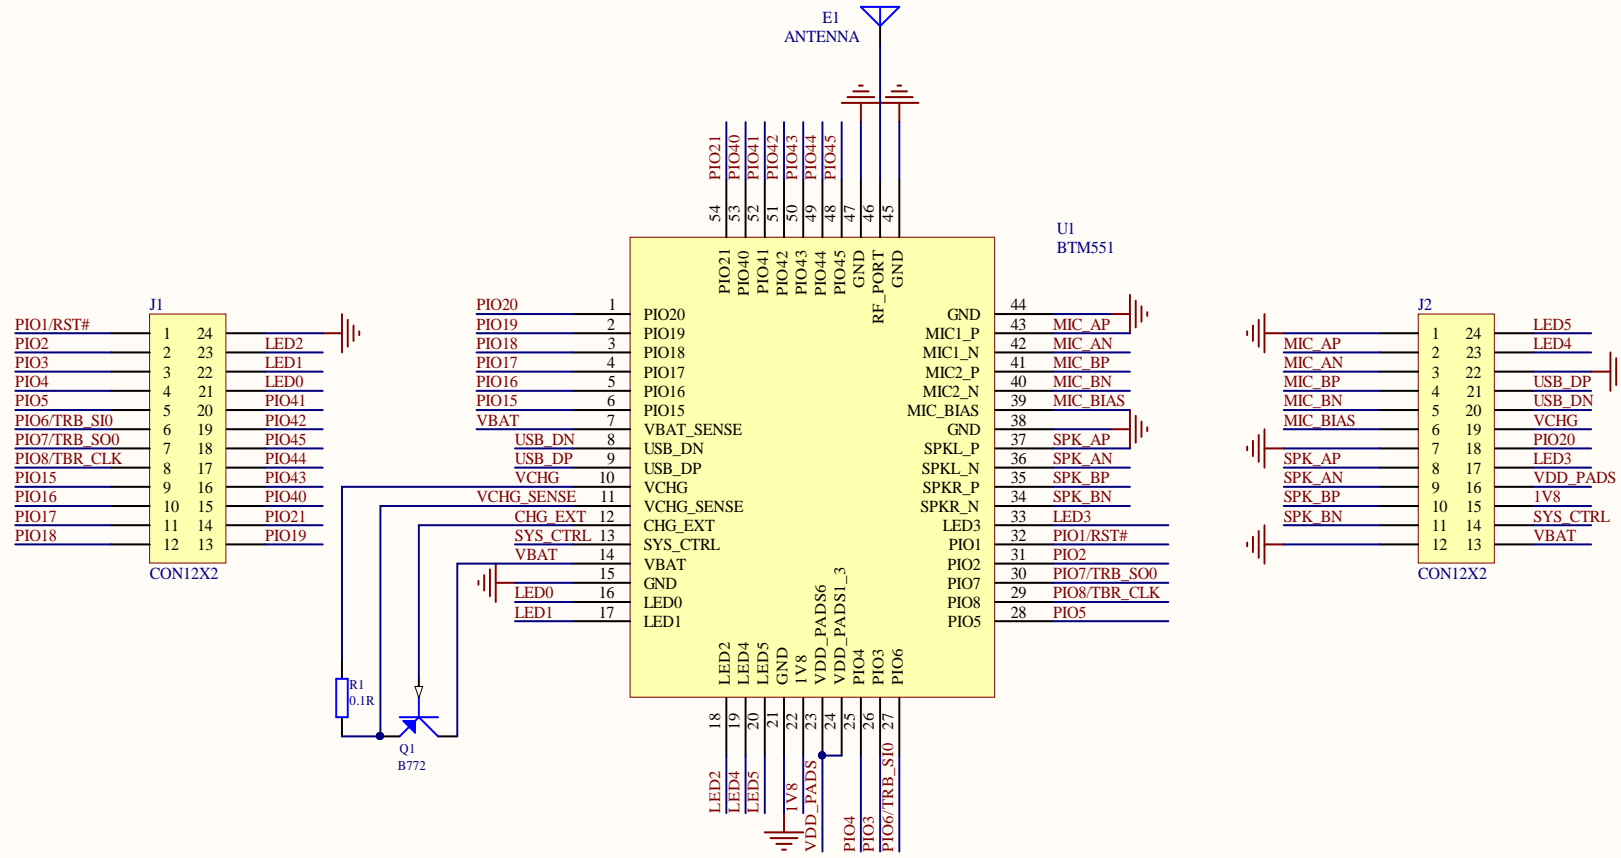 E1
ANTENNA
PIO21
PIO40
PIO41
PIO42
PIO43
PIO44
PIO45
54
53
52
51
50
49
48
47
46
45
U1
BTM551
PIO21
PIO40
PIO41
PIO42
PIO43
PIO44
PIO45
GND
RF_PORT
GND
J1
PIO1/RST# 1 24
PIO2 2 23 LED2
PIO3 3 22 LED1
PIO4 4 21 LED0
PIO5 5 20 PIO41
PIO6/TRB_SI0 6 19 PIO42
PIO7/TRB_SO0 7 18 PIO45
PIO8/TBR_CLK 8 17 PIO44
PIO15 9 16 PIO43
PIO16 10 15 PIO40
PIO17 11 14 PIO21
PIO18 12 13 PIO19
CON12X2
PIO20 1 PIO20
PIO19 2 PIO19
PIO18 3 PIO18
PIO17 4 PIO17
PIO16 5 PIO16
PIO15 6 PIO15
VBAT 7 VBAT_SENSE
USB_DN 8 USB_DN
USB_DP 9 USB_DP
VCHG 10 VCHG
VCHG_SENSE 11 VCHG_SENSE
CHG_EXT 12 CHG_EXT
SYS_CTRL 13 SYS_CTRL
VBAT 14 VBAT
15 GND
LED0 16 LED0
LED1 17 LED1
GND 44
MIC1_P 43 MIC_AP
MIC1_N 42 MIC_AN
MIC2_P 41 MIC_BP
MIC2_N 40 MIC_BN
MIC_BIAS 39 MIC_BIAS
GND 38
SPKL_P 37 SPK_AP
SPKL_N 36 SPK_AN
SPKR_P 35 SPK_BP
SPKR_N 34 SPK_BN
LED3 33 LED3
PIO1 32 PIO1/RST#
PIO2 31 PIO2
PIO7 30 PIO7/TRB_SO0
PIO8 29 PIO8/TBR_CLK
PIO5 28 PIO5
J2
1 24 LED5
MIC_AP 2 23 LED4
MIC_AN 3 22
MIC_BP 4 21 USB_DP
MIC_BN 5 20 USB_DN
MIC_BIAS 6 19 VCHG
7 18 PIO20
SPK_AP 8 17 LED3
SPK_AN 9 16 VDD_PADS
SPK_BP 10 15 1V8
SPK_BN 11 14 SYS_CTRL
12 13 VBAT
CON12X2
LED2
LED4
LED5
GND
1V8
VDD_PADS6
VDD_PADS1_3
PIO4
PIO3
PIO6
R1
0.1R
Q1
B772
18
19
20
21
22
23
24
25
26
27
LED2
LED4
LED5
1V8
VDD_PADS
PIO4
PIO3
PIO6/TRB_SI0